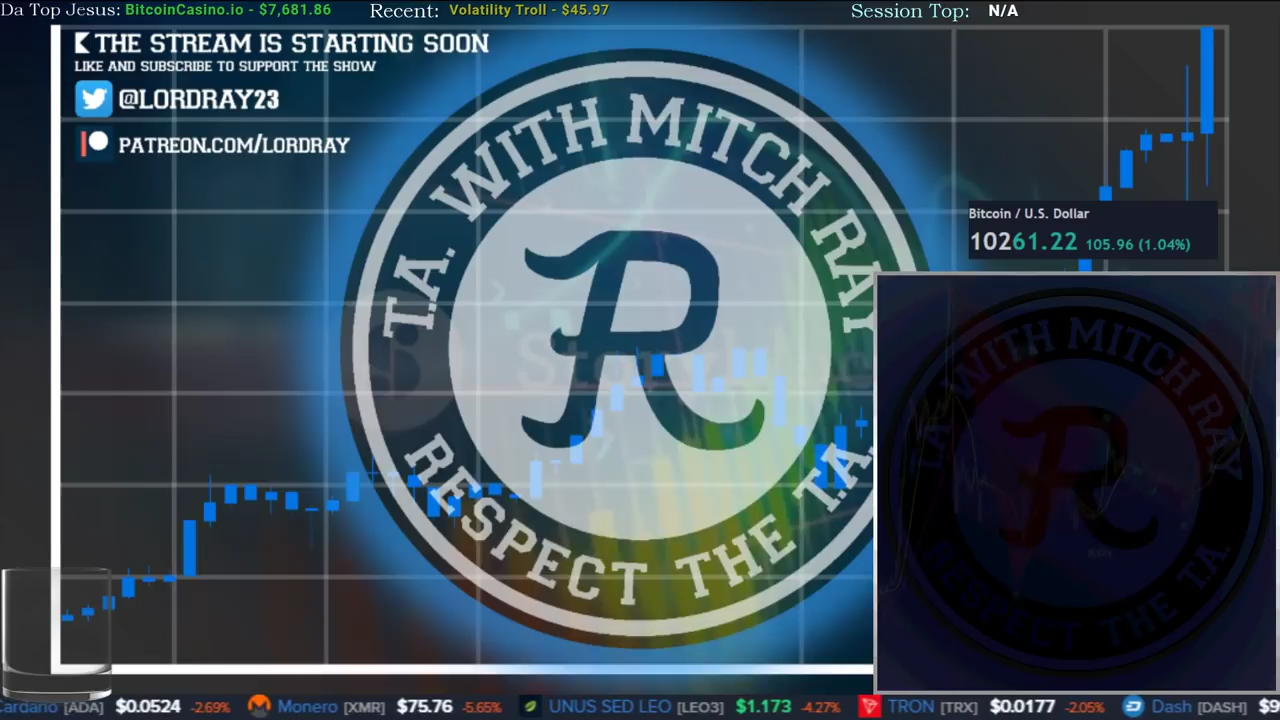 Da Top Jesus: BitcoinCasino.io - $7,681.86 Recent: Volatility Troll - $45.97 Session Top: N/A
THE STREAM IS STARTING SOON
LIKE AND SUBSCRIBE TO SUPPORT THE SHOW
@LORDRAY23
PATREON.COM/LORDRAY
T.A. WITH MITCH RAY
R
RESPECT THE T.A.
Bitcoin / U.S. Dollar
10261.22 105.96 (1.04%)
WITH MITCH RAY
R
RESPECT THE T.A.
Cardano [ADA] $0.0524 -2.69% Monero [XMR] $75.76 -5.65% UNUS SED LEO [LEO3] $1.173 -4.27% TRON [TRX] $0.0177 -2.05% Dash [DASH]